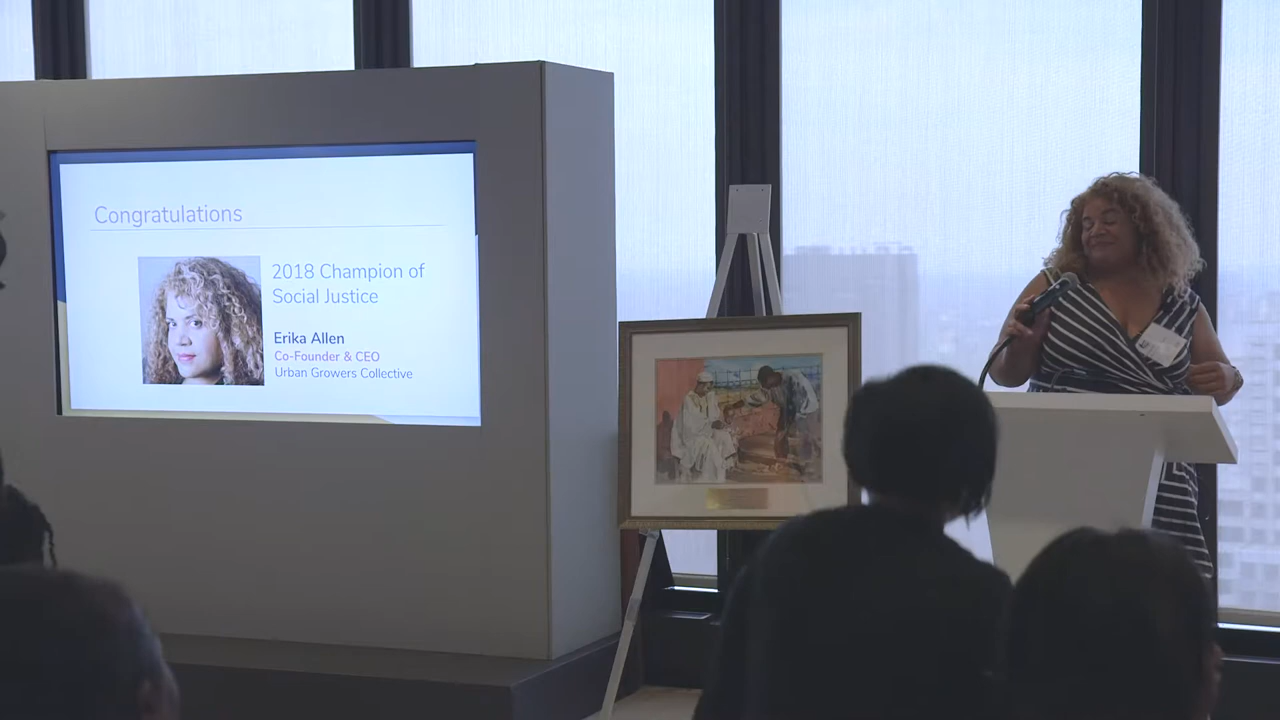 Congratulations
2018 Champion of
Social Justice
Erika Allen
Co-Founder & CEO
Urban Growers Collective